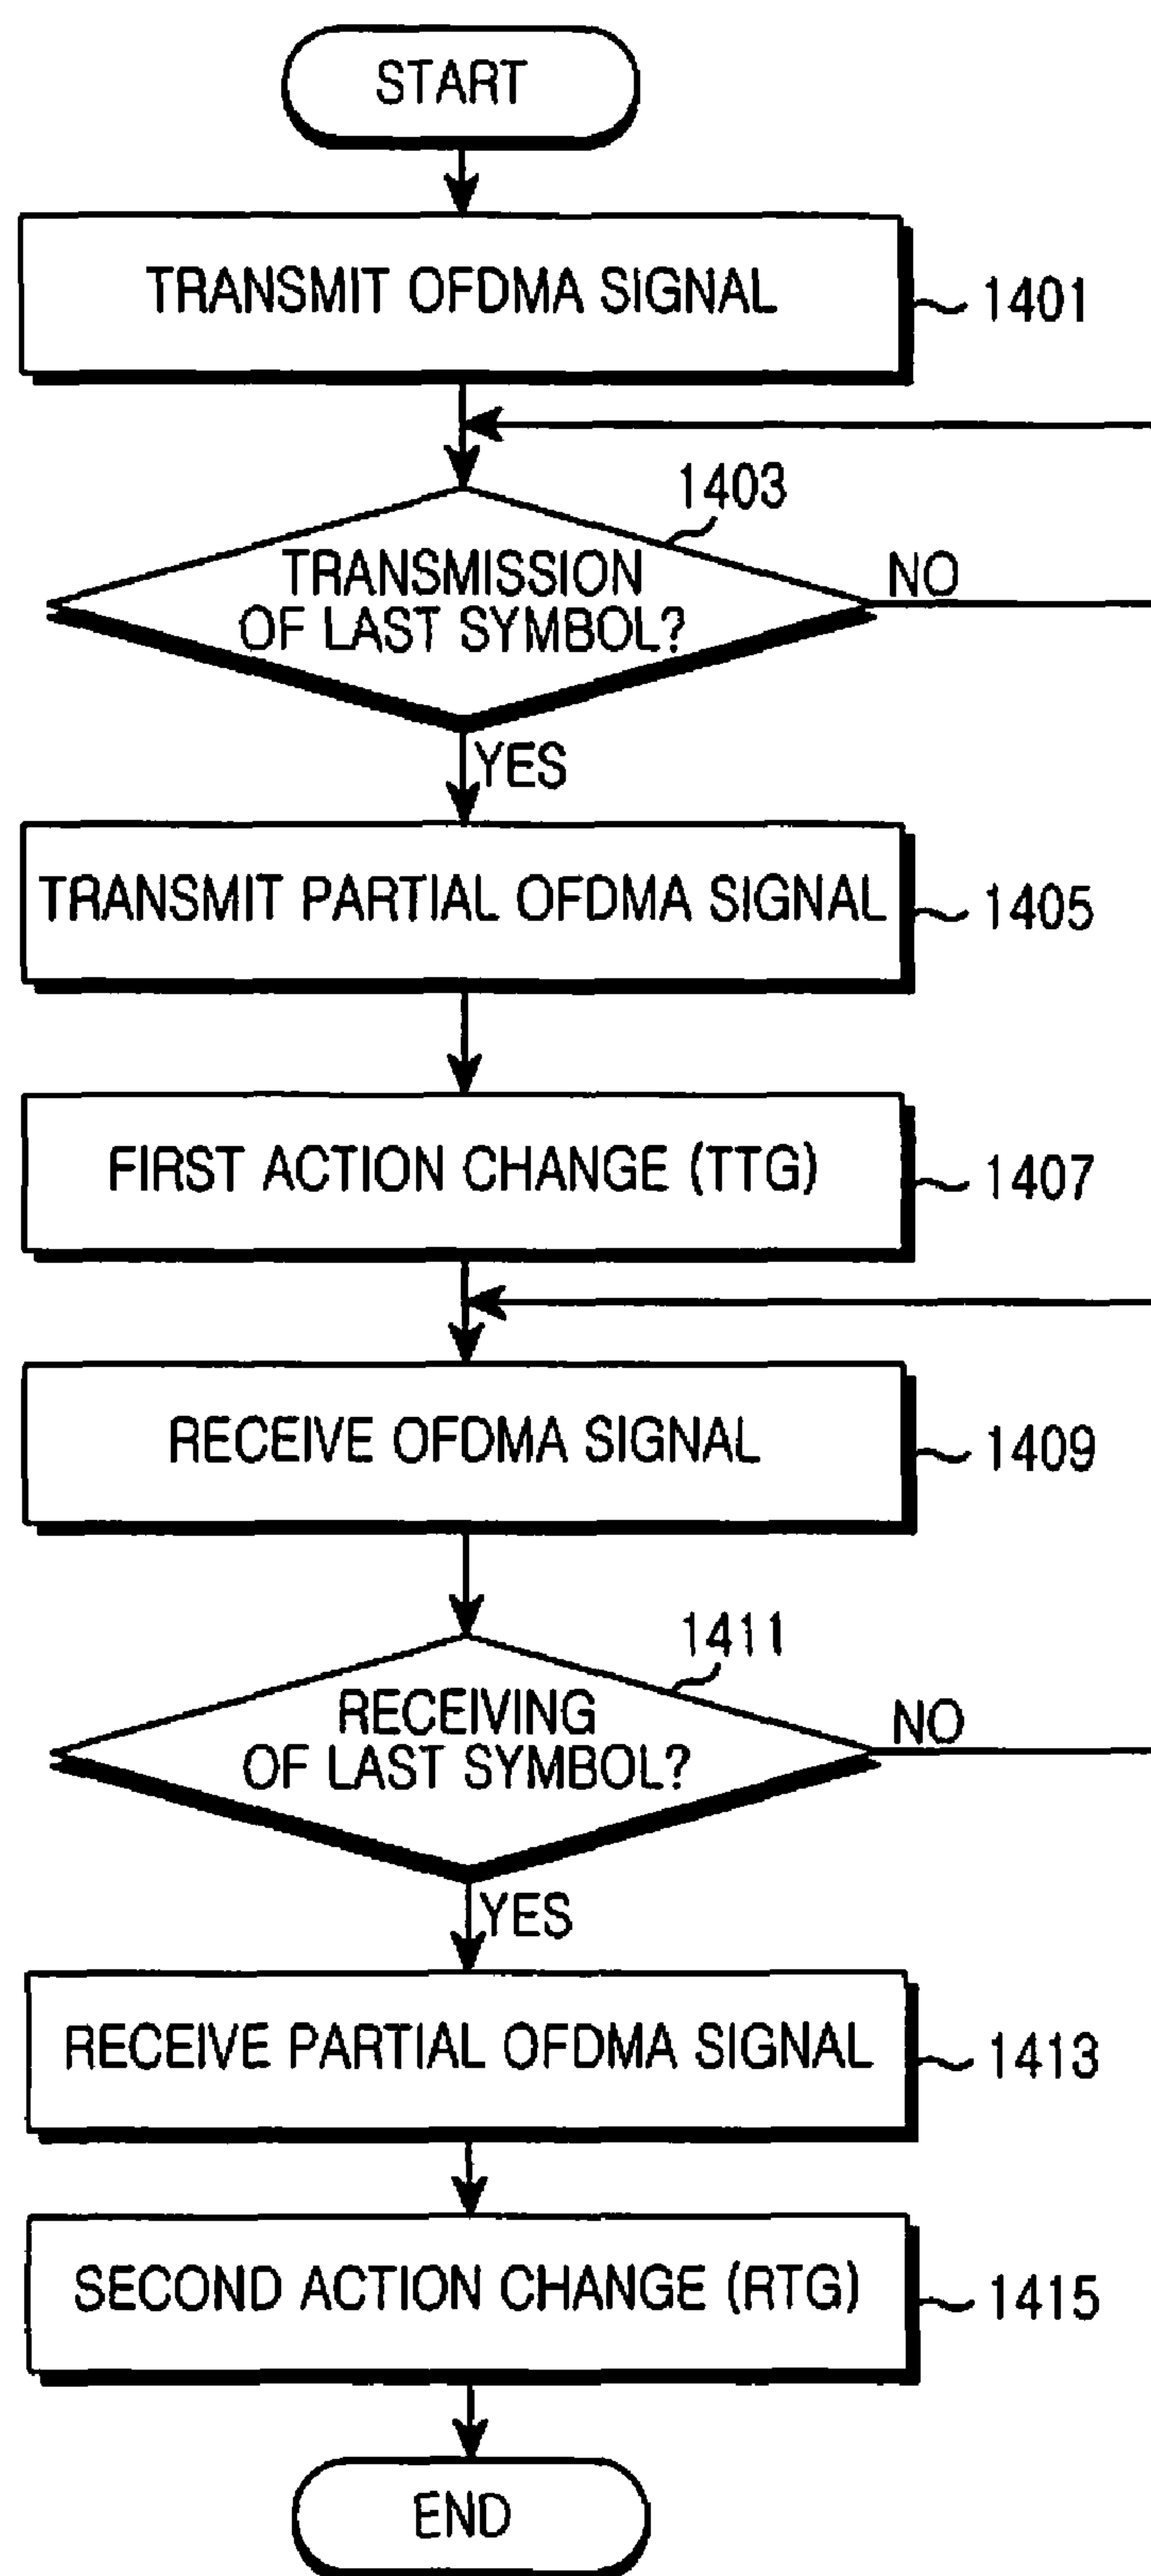 START
TRANSMIT OFDMA SIGNAL
1401
1403
TRANSMISSION
OF LAST SYMBOL?
NO
YES
TRANSMIT PARTIAL OFDMA SIGNAL
1405
FIRST ACTION CHANGE (TTG)
1407
RECEIVE OFDMA SIGNAL
1409
1411
RECEIVING
OF LAST SYMBOL?
NO
YES
RECEIVE PARTIAL OFDMA SIGNAL
1413
SECOND ACTION CHANGE (RTG)
1415
END